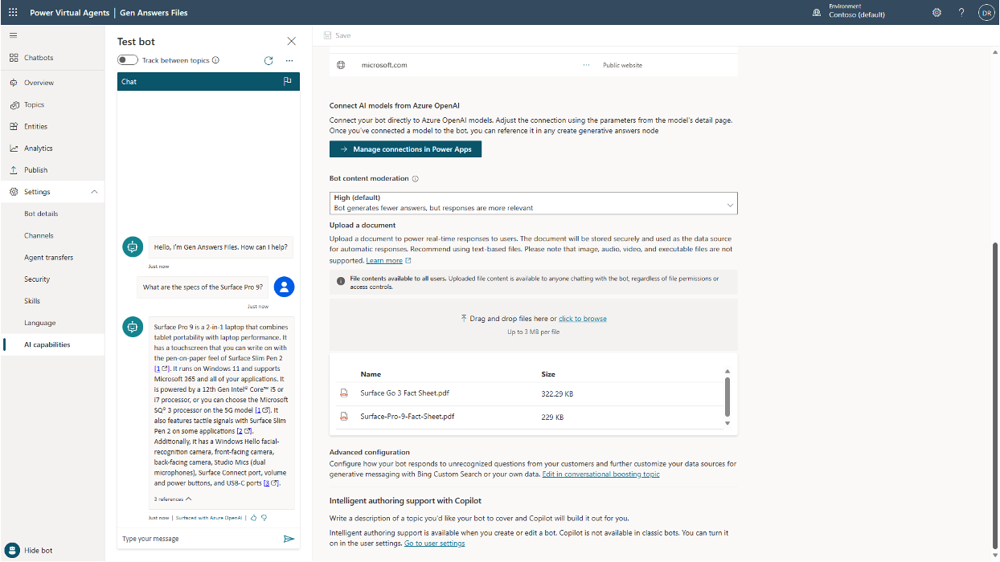 Power Virtual Agents | Gen Answers Files
Environment
Contoso (default)
DR
Chatbots
Overview
Topics
Entities
Analytics
Publish
Settings
Bot details
Channels
Agent transfers
Security
Skills
Language
AI capabilities
Hide bot
Test bot
Track between topics
Chat
Hello, I'm Gen Answers Files. How can I help?
Just now
What are the specs of the Surface Pro 9?
Just now
Surface Pro 9 is a 2-in-1 laptop that combines
tablet portability with laptop performance. It
has a touchscreen that you can write on with
the pen-on-paper feel of Surface Slim Pen 2
[1]. It runs on Windows 11 and supports
Microsoft 365 and all of your applications. It
is powered by a 12th Gen Intel® Core™ i5 or
i7 processor, or you can choose the Microsoft
SQ® 3 processor on the 5G model [1]. It
also features tactile signals with Surface Slim
Pen 2 on some applications [2].
Additionally, it has a Windows Hello facial-
recognition camera, front-facing camera,
back-facing camera, Studio Mics (dual
microphones), Surface Connect port, volume
and power buttons, and USB-C ports [3].
3 references
Just now | Surfaced with Azure OpenAI |
Type your message
Save
microsoft.com ··· Public website
Connect AI models from Azure OpenAI
Connect your bot directly to Azure OpenAI models. Adjust the connection using the parameters from the model's detail page.
Once you've connected a model to the bot, you can reference it in any create generative answers node
Manage connections in Power Apps
Bot content moderation
High (default)
Bot generates fewer answers, but responses are more relevant
Upload a document
Upload a document to power real-time responses to users. The document will be stored securely and used as the data source
for automatic responses. Recommend using text-based files. Please note that image, audio, video, and executable files are not
supported. Learn more
File contents available to all users. Uploaded file content is available to anyone chatting with the bot, regardless of file permissions or
access controls.
Drag and drop files here or click to browse
Up to 3 MB per file
Name Size
Surface Go 3 Fact Sheet.pdf 322.29 KB
Surface-Pro-9-Fact-Sheet.pdf 229 KB
Advanced configuration
Configure how your bot responds to unrecognized questions from your customers and further customize your data sources for
generative messaging with Bing Custom Search or your own data. Edit in conversational boosting topic
Intelligent authoring support with Copilot
Write a description of a topic you'd like your bot to cover and Copilot will build it out for you.
Intelligent authoring support is available when you create or edit a bot. Copilot is not available in classic bots. You can turn it
on in the user settings. Go to user settings